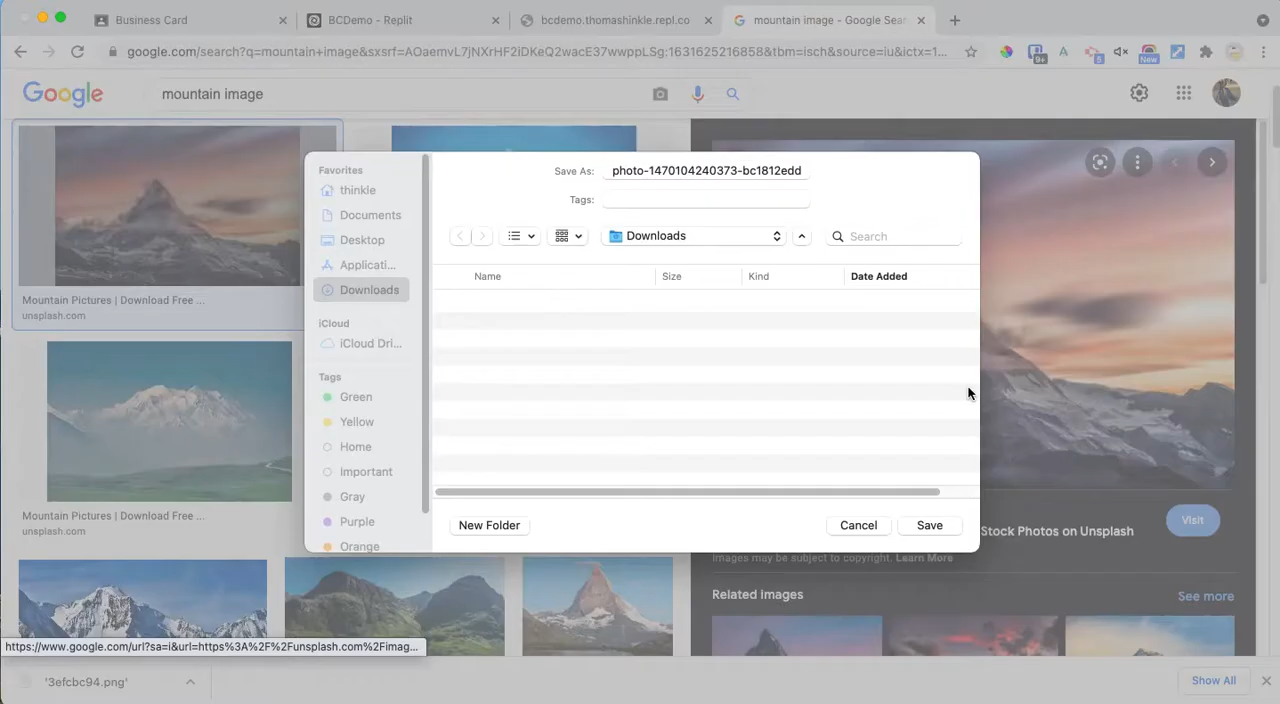 Business Card
BCDemo - Replit
bcdemo.thomashinkle.repl.co
mountain image - Google Sear
google.com/search?q=mountain+image&sxsrf=AOaemvL7jNXrHF2iDKeQ2wacE37wwppLSg:1631625216858&tbm=isch&source=iu&ictx=1...
9+
5
New
Google
mountain image
Favorites
thinkle
Documents
Desktop
Applicati...
Downloads
iCloud
iCloud Dri...
Tags
Green
Yellow
Home
Important
Gray
Purple
Orange
Save As:
photo-1470104240373-bc1812edd
Tags:
Downloads
Search
Name
Size
Kind
Date Added
New Folder
Cancel
Save
Mountain Pictures | Download Free ...
unsplash.com
Mountain Pictures | Download Free ...
unsplash.com
Stock Photos on Unsplash
Visit
Images may be subject to copyright. Learn More
Related images
See more
https://www.google.com/url?sa=i&url=https%3A%2F%2Funsplash.com%2Fimag...
'3efcbc94.png'
Show All